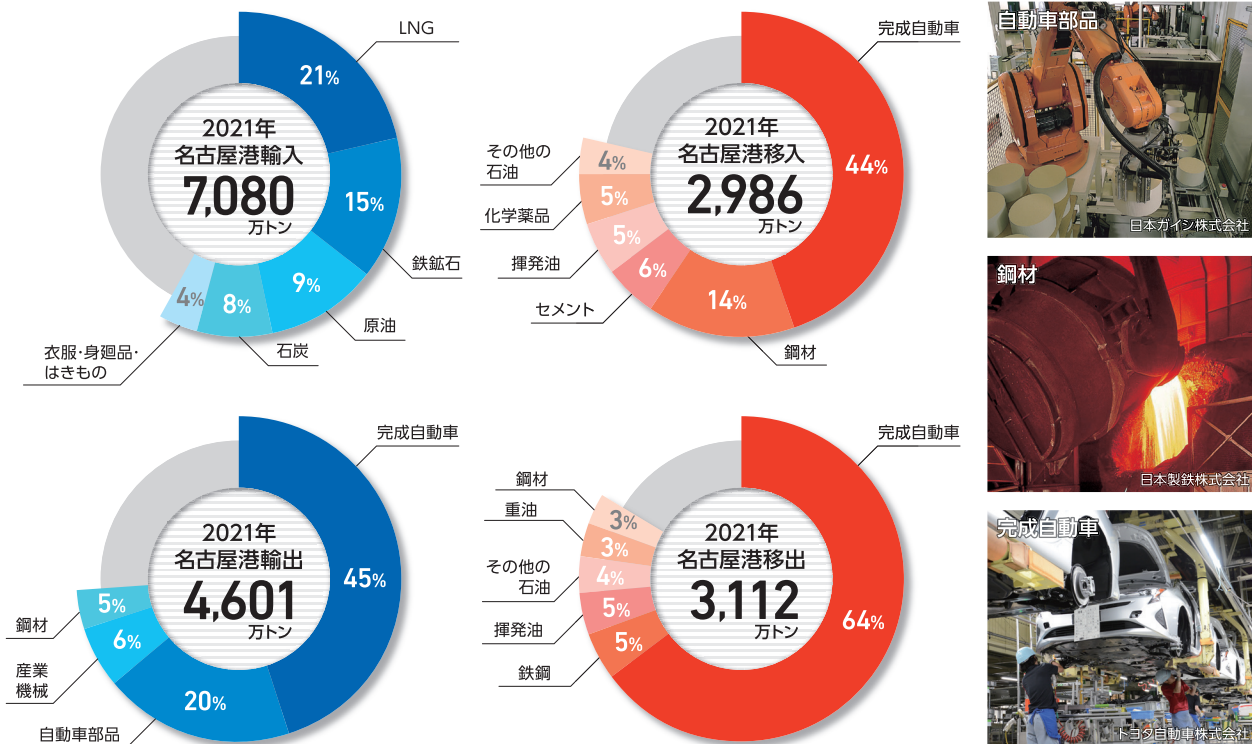 LNG
21%
15%
鉄鉱石
9%
原油
8%
石炭
4%
衣服・身廻品・
はきもの
2021年
名古屋港輸入
7,080
万トン
完成自動車
44%
14%
鋼材
6%
セメント
5%
揮発油
5%
化学薬品
4%
その他の
石油
2021年
名古屋港移入
2,986
万トン
完成自動車
45%
20%
自動車部品
6%
産業
機械
5%
鋼材
2021年
名古屋港輸出
4,601
万トン
完成自動車
64%
5%
鉄鋼
5%
揮発油
4%
その他の
石油
3%
重油
3%
鋼材
2021年
名古屋港移出
3,112
万トン
自動車部品
日本ガイシ株式会社
鋼材
日本製鉄株式会社
完成自動車
トヨタ自動車株式会社